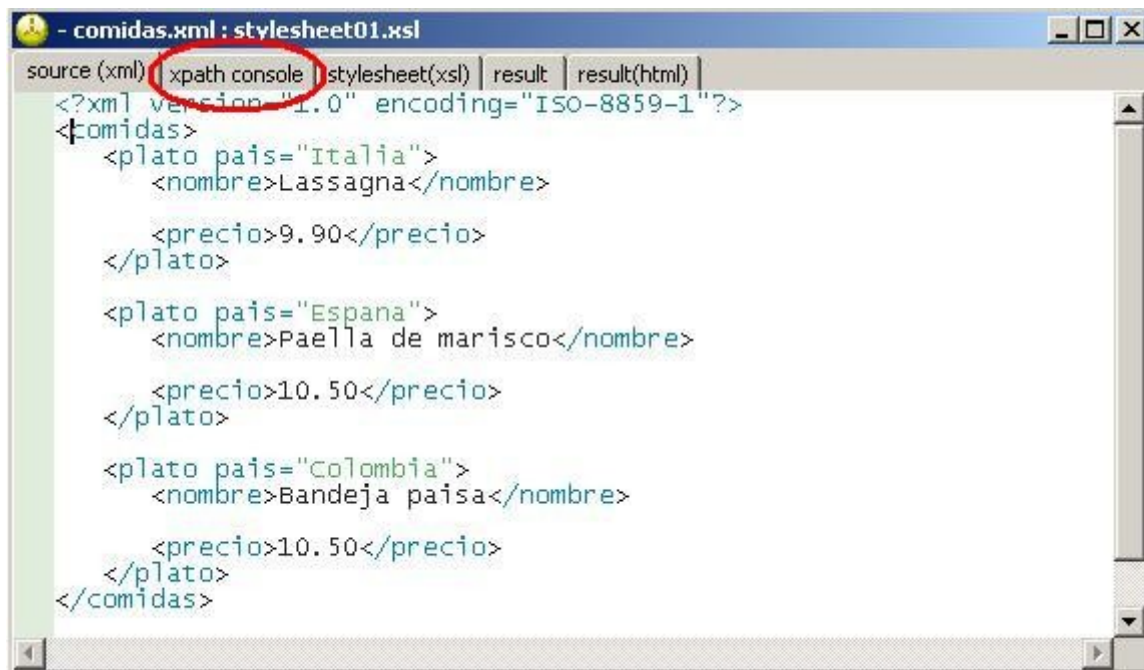 - comidas.xml : stylesheet01.xsl
source (xml) xpath console stylesheet(xsl) result result(html)
<?xml version="1.0" encoding="ISO-8859-1"?>
<comidas>
<plato pais="Italia">
<nombre>Lassagna</nombre>
<precio>9.90</precio>
</plato>
<plato pais="Espana">
<nombre>Paella de marisco</nombre>
<precio>10.50</precio>
</plato>
<plato pais="Colombia">
<nombre>Bandeja paisa</nombre>
<precio>10.50</precio>
</plato>
</comidas>